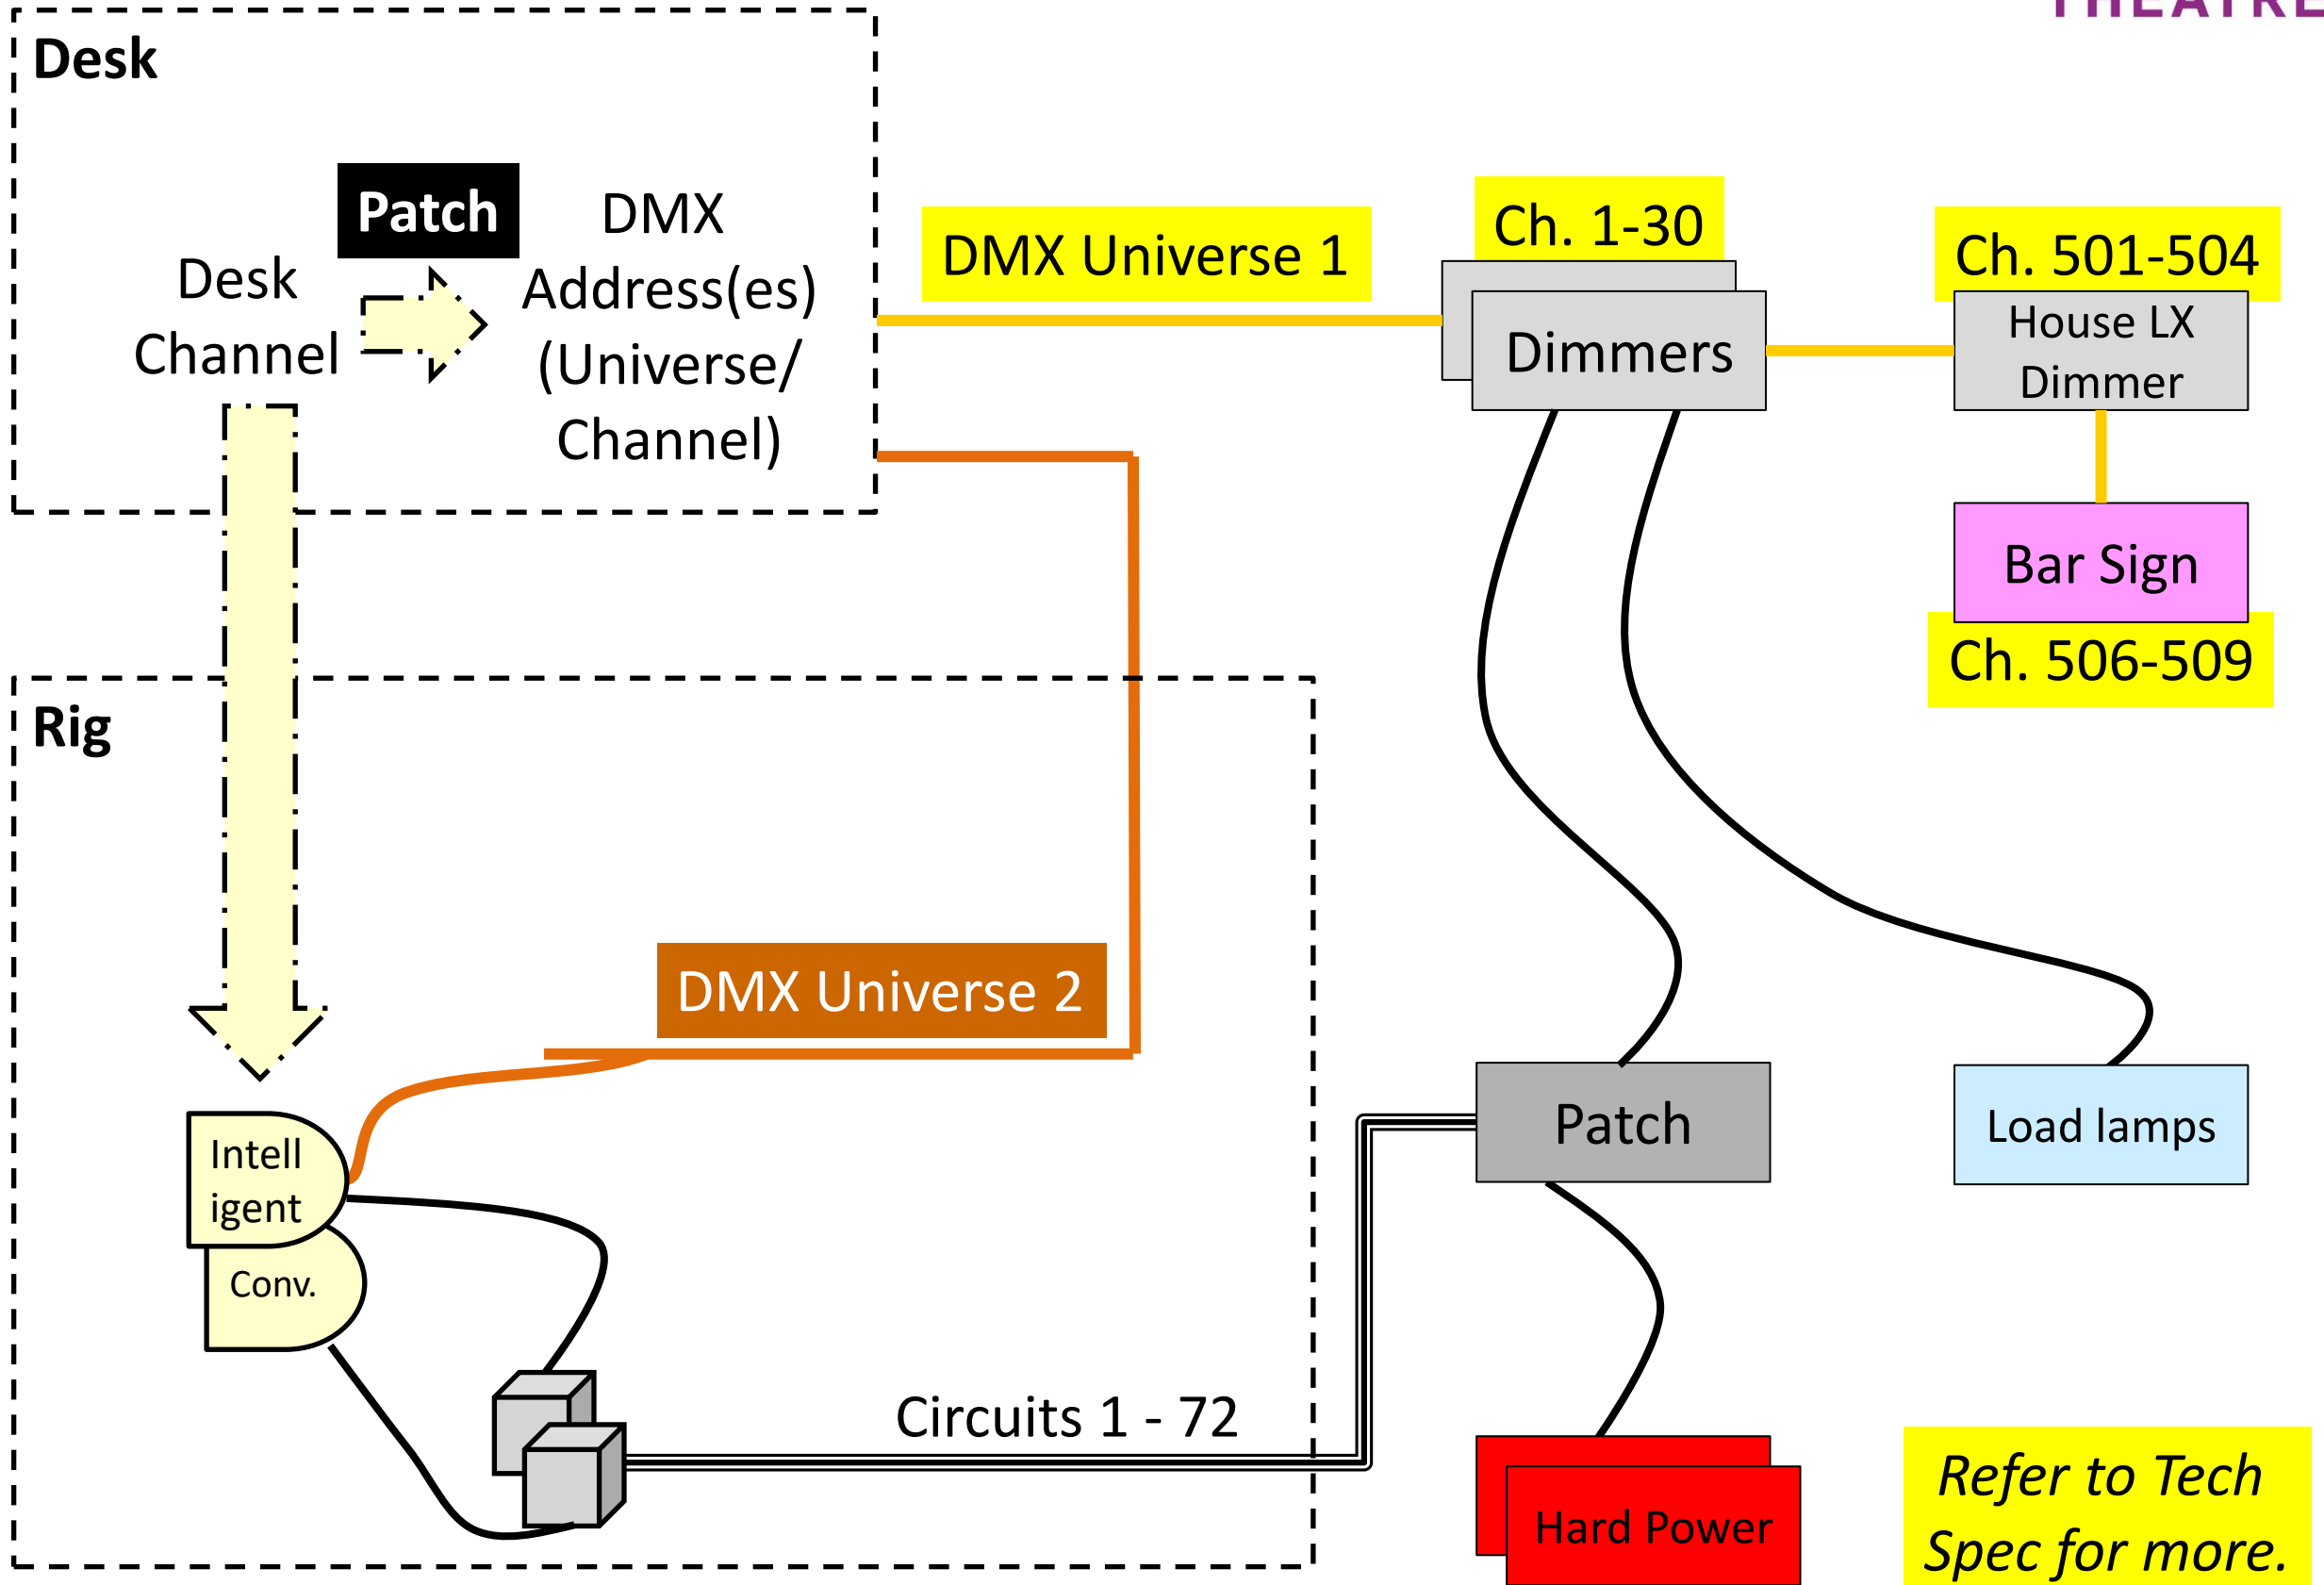 THEATRE
Desk
Patch
Desk
Channel
DMX
Address(es)
(Universe/
Channel)
DMX Universe 1
Ch. 1-30
Dimmers
Ch. 501-504
House LX
Dimmer
Bar Sign
Ch. 506-509
Rig
DMX Universe 2
Intell
igent
Conv.
Circuits 1 - 72
Patch
Load lamps
Hard Power
Refer to Tech
Spec for more.